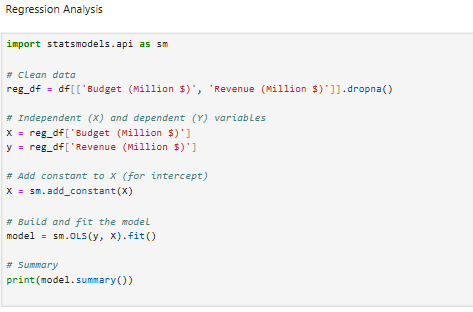 Regression Analysis
import statsmodels.api as sm
# Clean data
reg_df = df[['Budget (Million $)', 'Revenue (Million $)']].dropna()
# Independent (X) and dependent (Y) variables
X = reg_df['Budget (Million $)']
y = reg_df['Revenue (Million $)']
# Add constant to X (for intercept)
X = sm.add_constant(X)
# Build and fit the model
model = sm.OLS(y, X).fit()
# Summary
print(model.summary())